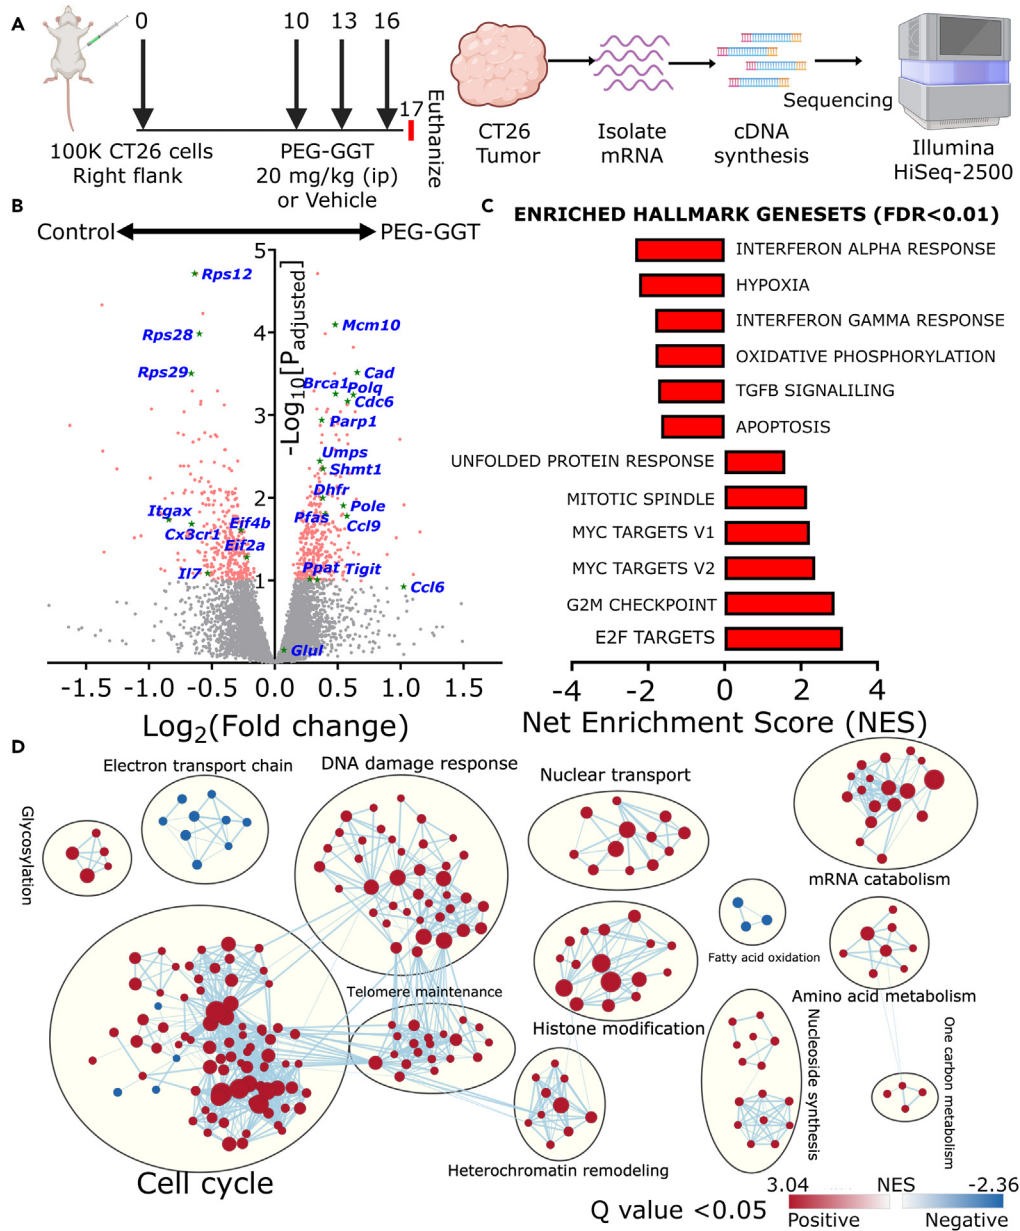 A
0
10
13
16
17
Euthanize
100K CT26 cells
Right flank
PEG-GGT
20 mg/kg (ip)
or Vehicle
CT26
Tumor
Isolate
mRNA
cDNA
synthesis
Sequencing
Illumina
HiSeq-2500
B
Control
PEG-GGT
5
4
3
2
1
-Log10[Padjusted]
Rps12
Rps28
Rps29
Mcm10
Cad
Brca1
Polq
Cdc6
Parp1
Umps
Shmt1
Dhfr
Pole
Pfas
Ccl9
Itgax
Cx3cr1
Eif4b
Eif2a
Il7
Ppat
Tigit
Ccl6
Glul
-1.5
-1.0
-0.5
0.0
0.5
1.0
1.5
Log2(Fold change)
C
ENRICHED HALLMARK GENESETS (FDR<0.01)
INTERFERON ALPHA RESPONSE
HYPOXIA
INTERFERON GAMMA RESPONSE
OXIDATIVE PHOSPHORYLATION
TGFB SIGNALILING
APOPTOSIS
UNFOLDED PROTEIN RESPONSE
MITOTIC SPINDLE
MYC TARGETS V1
MYC TARGETS V2
G2M CHECKPOINT
E2F TARGETS
-4
-2
0
2
4
Net Enrichment Score (NES)
D
Glycosylation
Electron transport chain
DNA damage response
Nuclear transport
mRNA catabolism
Fatty acid oxidation
Amino acid metabolism
Telomere maintenance
Histone modification
Nucleoside synthesis
One carbon metabolism
Heterochromatin remodeling
Cell cycle
Q value <0.05
3.04
NES
-2.36
Positive
Negative